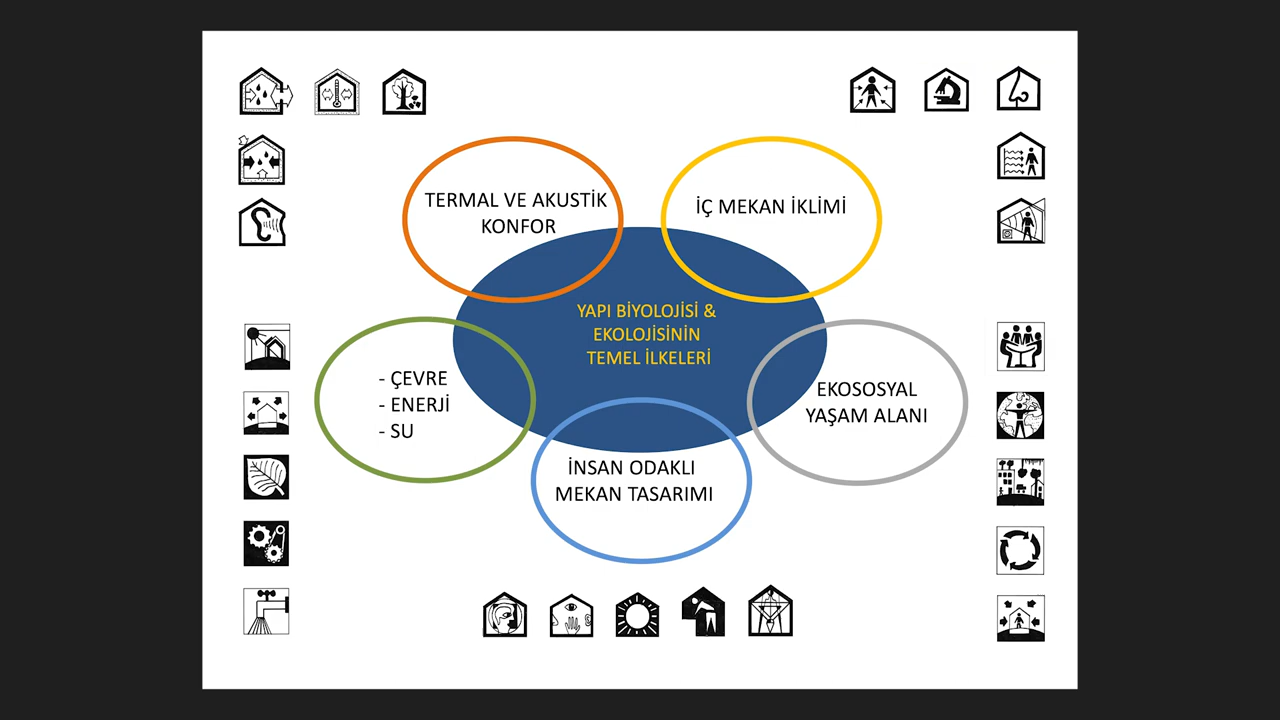 TERMAL VE AKUSTİK
KONFOR
İÇ MEKAN İKLİMİ
YAPI BİYOLOJİSİ &
EKOLOJİSİNİN
TEMEL İLKELERİ
- ÇEVRE
- ENERJİ
- SU
EKOSOSYAL
YAŞAM ALANI
İNSAN ODAKLI
MEKAN TASARIMI